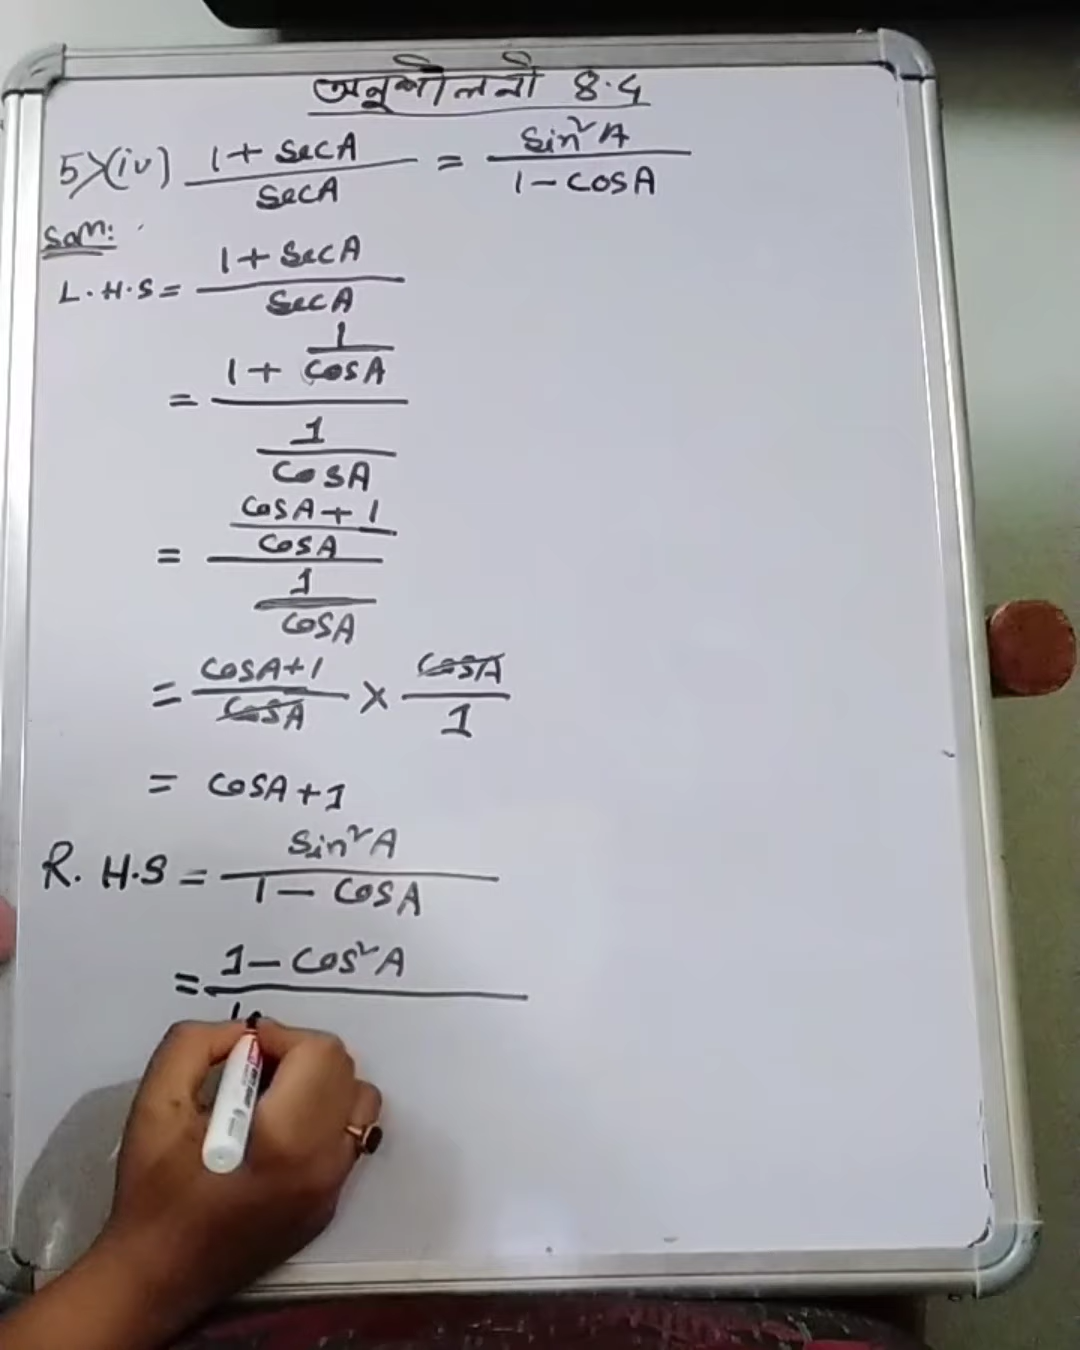 অনুশীলনী 8.4
5>(iv) (1 + secA)/(secA) = (sin²A)/(1 - cosA)
Soln:
L.H.S = (1 + secA)/(secA)
= (1 + 1/cosA)/(1/cosA)
= ((cosA + 1)/cosA)/(1/cosA)
= (cosA+1)/(cosA) × (cosA)/1
= cosA + 1
R.H.S = (sin²A)/(1 - cosA)
= 1 - cos²A